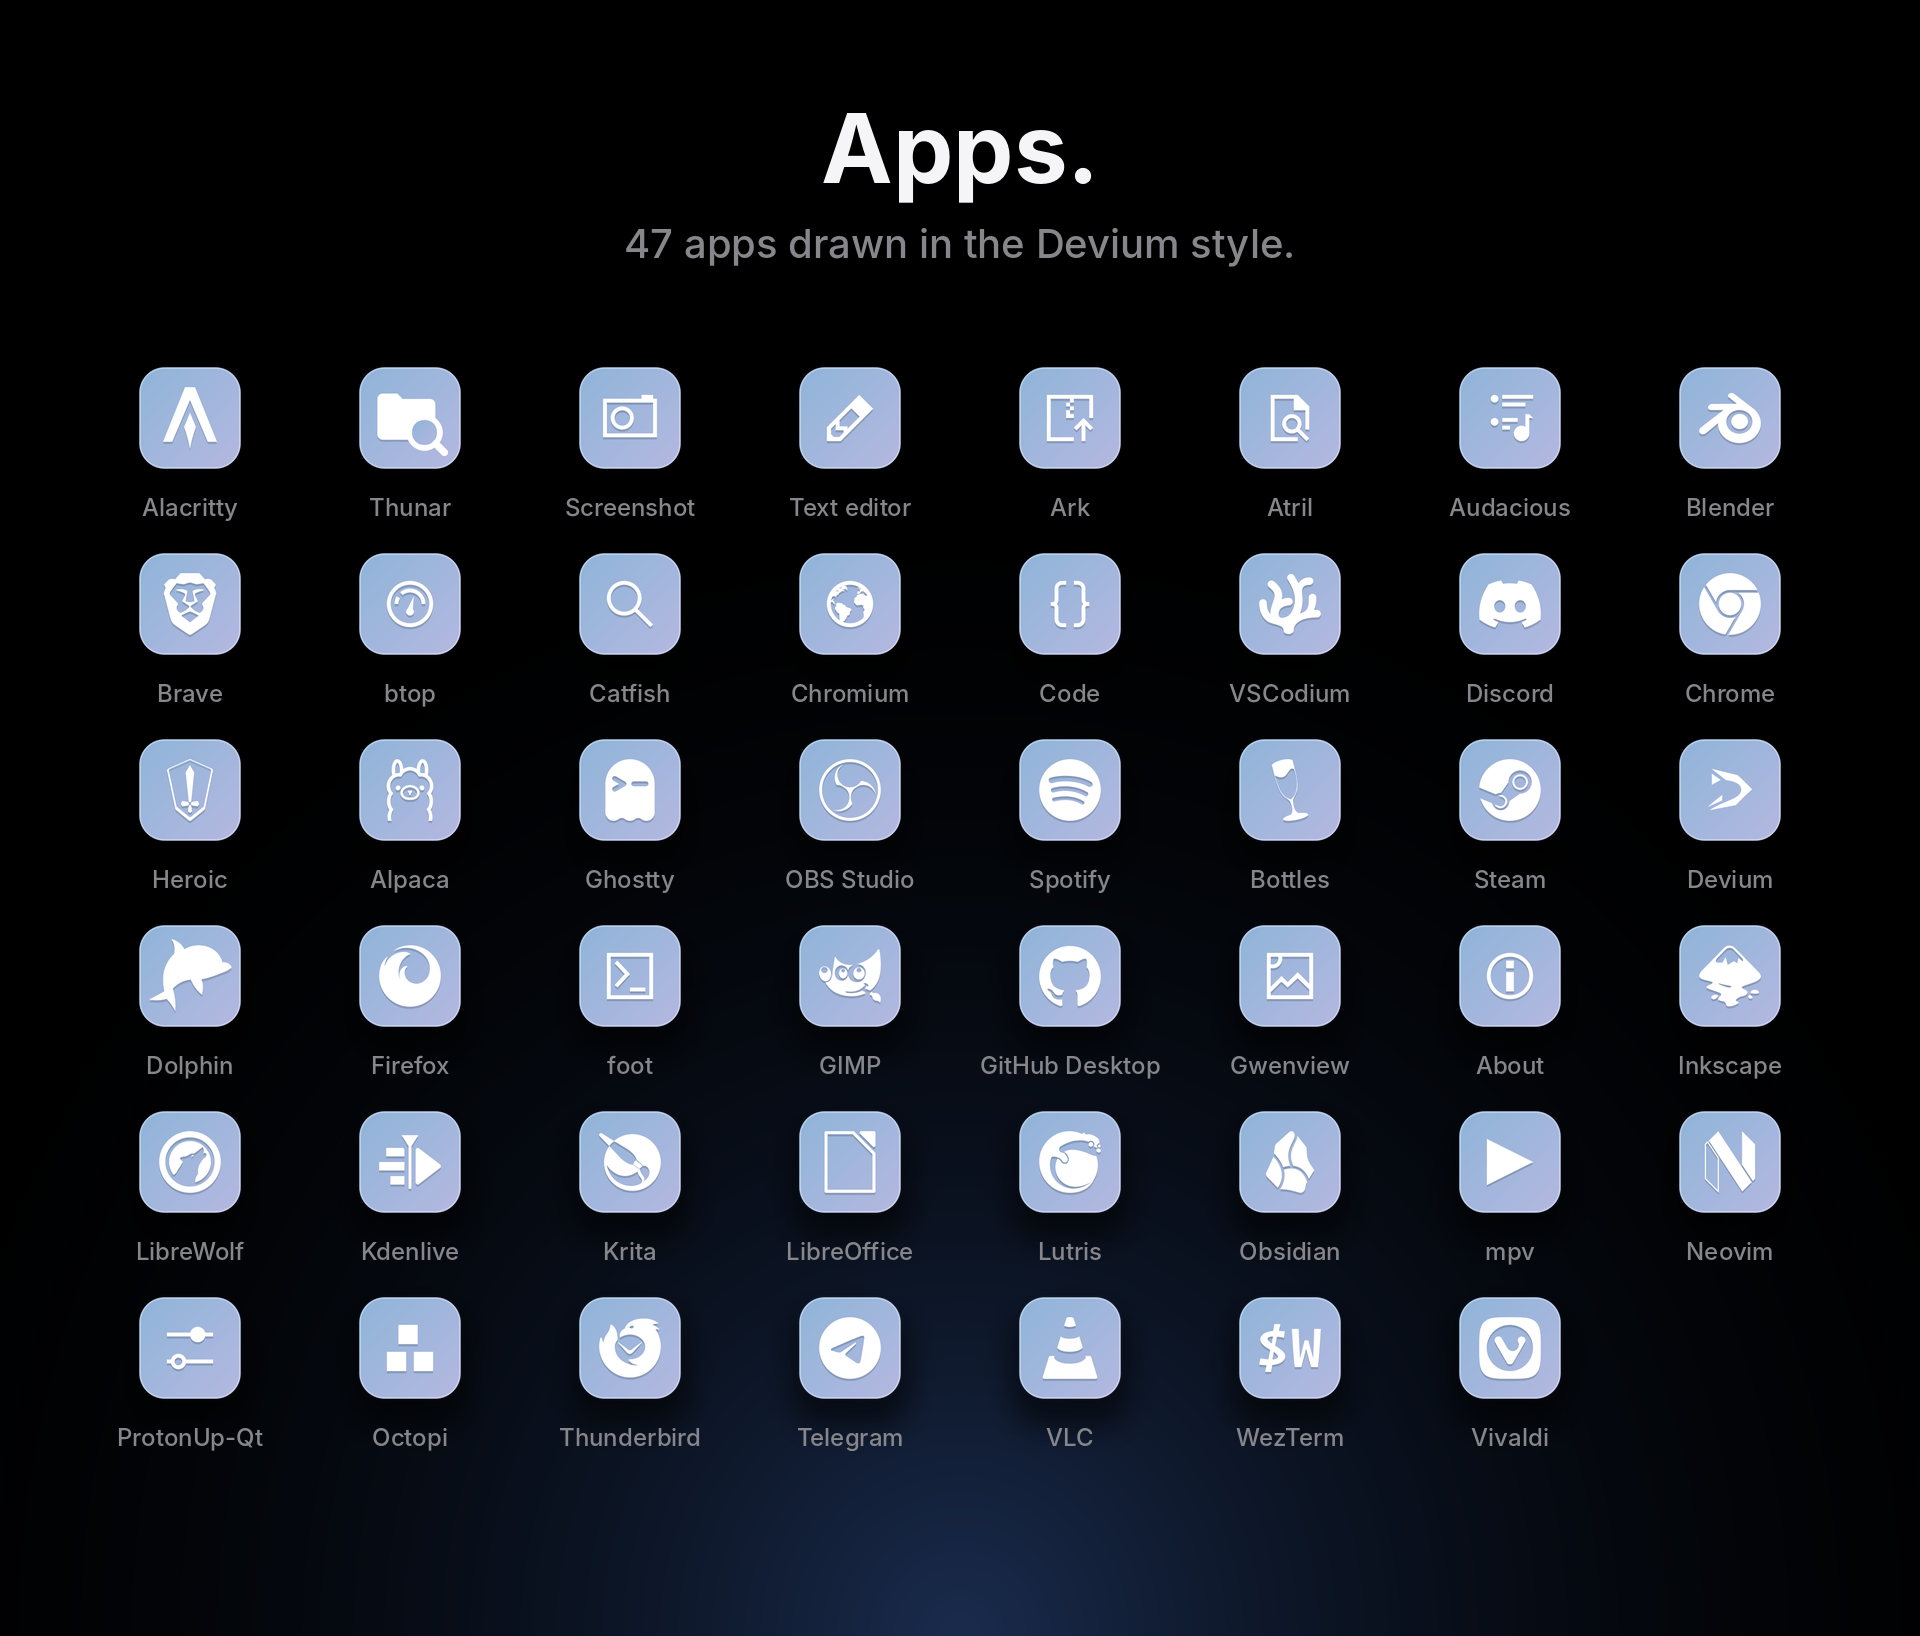 Apps.
47 apps drawn in the Devium style.
Alacritty Thunar Screenshot Text editor Ark Atril Audacious Blender
Brave btop Catfish Chromium Code VSCodium Discord Chrome
Heroic Alpaca Ghostty OBS Studio Spotify Bottles Steam Devium
Dolphin Firefox foot GIMP GitHub Desktop Gwenview About Inkscape
LibreWolf Kdenlive Krita LibreOffice Lutris Obsidian mpv Neovim
$W
ProtonUp-Qt Octopi Thunderbird Telegram VLC WezTerm Vivaldi